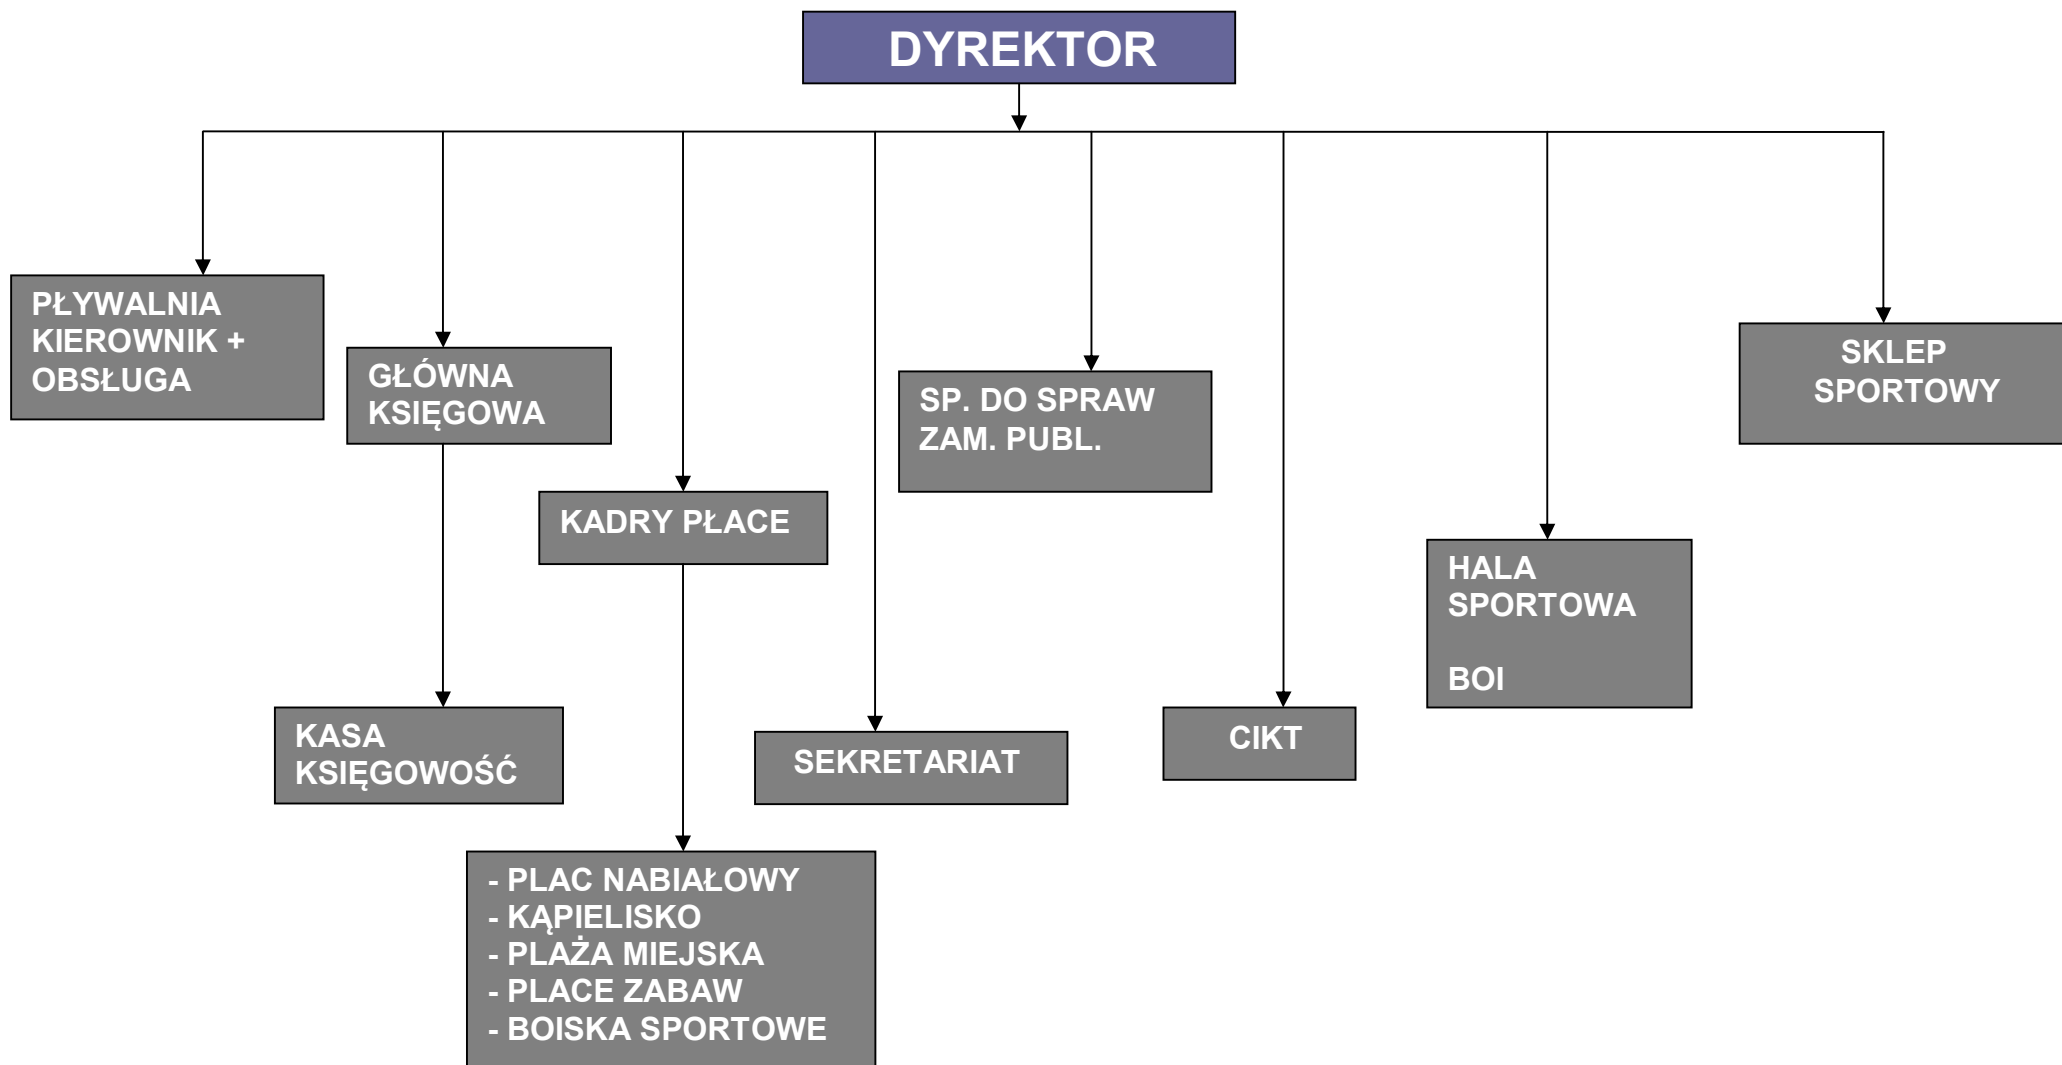 DYREKTOR
PŁYWALNIA
KIEROWNIK +
OBSŁUGA
GŁÓWNA
KSIĘGOWA
KADRY PŁACE
SP. DO SPRAW
ZAM. PUBL.
SKLEP
SPORTOWY
HALA
SPORTOWA
BOI
KASA
KSIĘGOWOŚĆ
SEKRETARIAT
CIKT
- PLAC NABIAŁOWY
- KĄPIELISKO
- PLAŻA MIEJSKA
- PLACE ZABAW
- BOISKA SPORTOWE